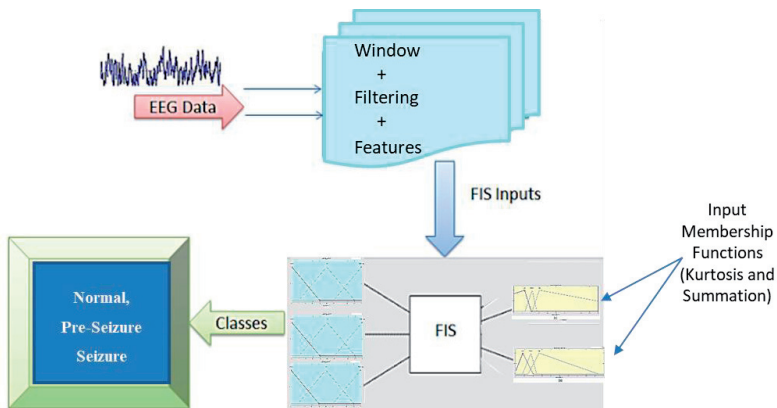 Window
+
Filtering
+
Features
EEG Data
FIS Inputs
Input
Membership
Functions
(Kurtosis and
Summation)
FIS
Classes
Normal,
Pre-Seizure
Seizure